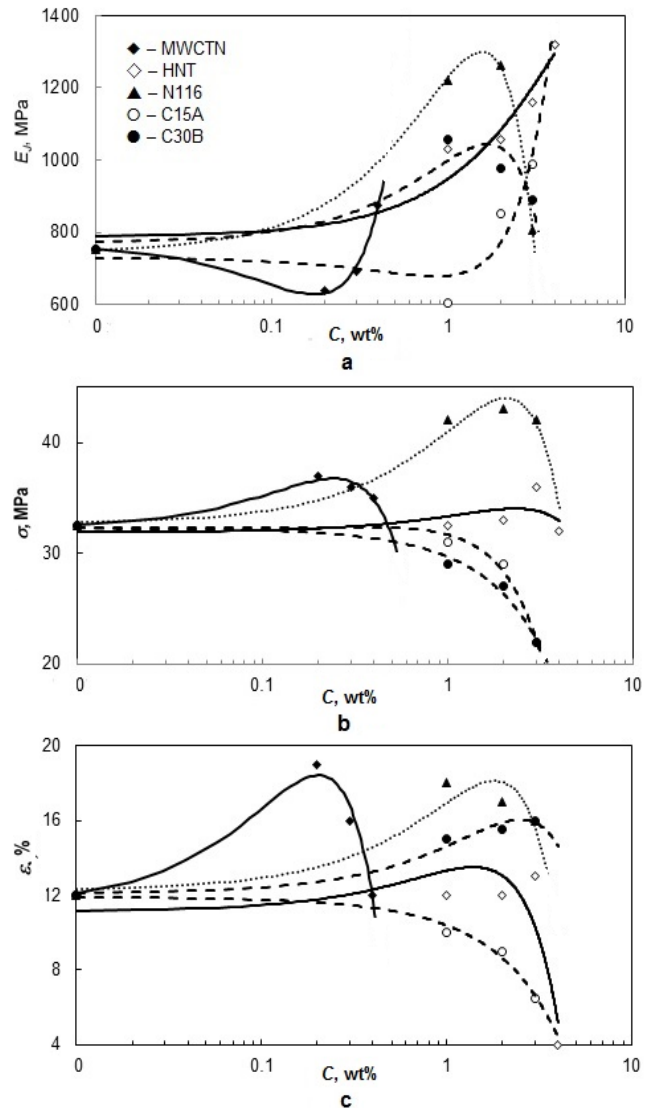 1400
1200
1000
800
600
E_J, MPa
◆ – MWCTN
◇ – HNT
▲ – N116
○ – C15A
● – C30B
0
0.1
1
10
C, wt%
a
40
30
20
σ, MPa
0
0.1
1
10
C, wt%
b
20
16
12
8
4
ε, %
0
0.1
1
10
C, wt%
c